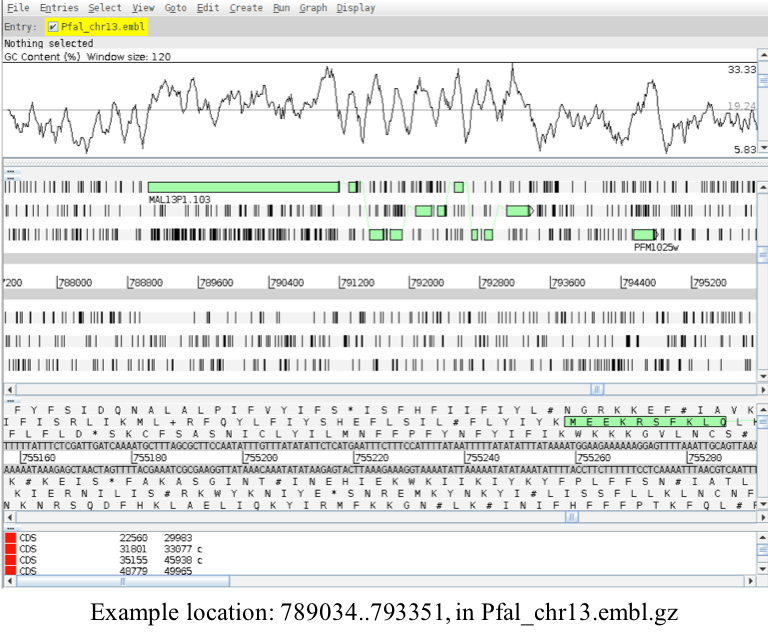 File Entries Select View Goto Edit Create Run Graph Display
Entry: Pfal_chr13.embl
Nothing selected
GC Content (%) Window size: 120
33.33
19.24
5.83
MAL13P1.103
PFM1025w
7200 788000 788800 789600 790400 791200 792000 792800 793600 794400 795200
F Y F S I D Q N A L A L P I F V Y I F S * I S F H F I I F I Y L # N G R K K E F # I A V K
I F I S R L I K M L + R F Q Y L F I Y S H E F L S I L # F L Y I Y K M E E K R S F K L Q L
F L F L D * S K C F S A S N I C L Y I L M N F F P F Y N F Y I F I K W K K K G V L N C S #
TTTTTATTTCTCGATTGATCAAAATGCTTTAGCGCTTCCAATATTTGTTTATATATTCTCATGAATTTCTTTCCATTTTATAATTTTTATATATTTATAAAATGGAAGAAAAAAGGAGTTTTAAATTGCAGTTAAA
755160 755180 755200 755220 755240 755260 755280
AAAAATAAAGAGCTAACTAGTTTTACGAAATCGCGAAGGTTATAAACAAATATATAAGAGTACTTAAAGAAAGGTAAAATATTAAAAATATATAAATATTTTACCTTCTTTTTTCCTCAAAATTTAACGTCAATTT
K # K E I S * F A K A S G I N T # I N E H I E K W K I I K I Y K Y F P L F F S N # I A T L
K I E R N I L I S # R K W Y K N I Y E * S N R E M K Y N K Y I # L I S S F L L K L N C N F
N K N R S Q D F H K L A E L I Q K Y I R M F K K G N # L K # I N I F H F F F P T K F Q L # F
CDS 22560 29983
CDS 31801 33077 c
CDS 35155 45938 c
CDS 48779 49965
Example location: 789034..793351, in Pfal_chr13.embl.gz